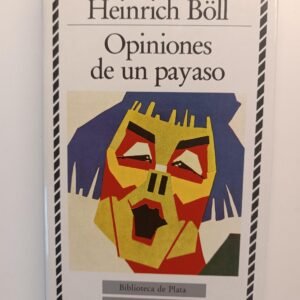 Heinrich Böll
Opiniones
de un payaso
Biblioteca de Plata